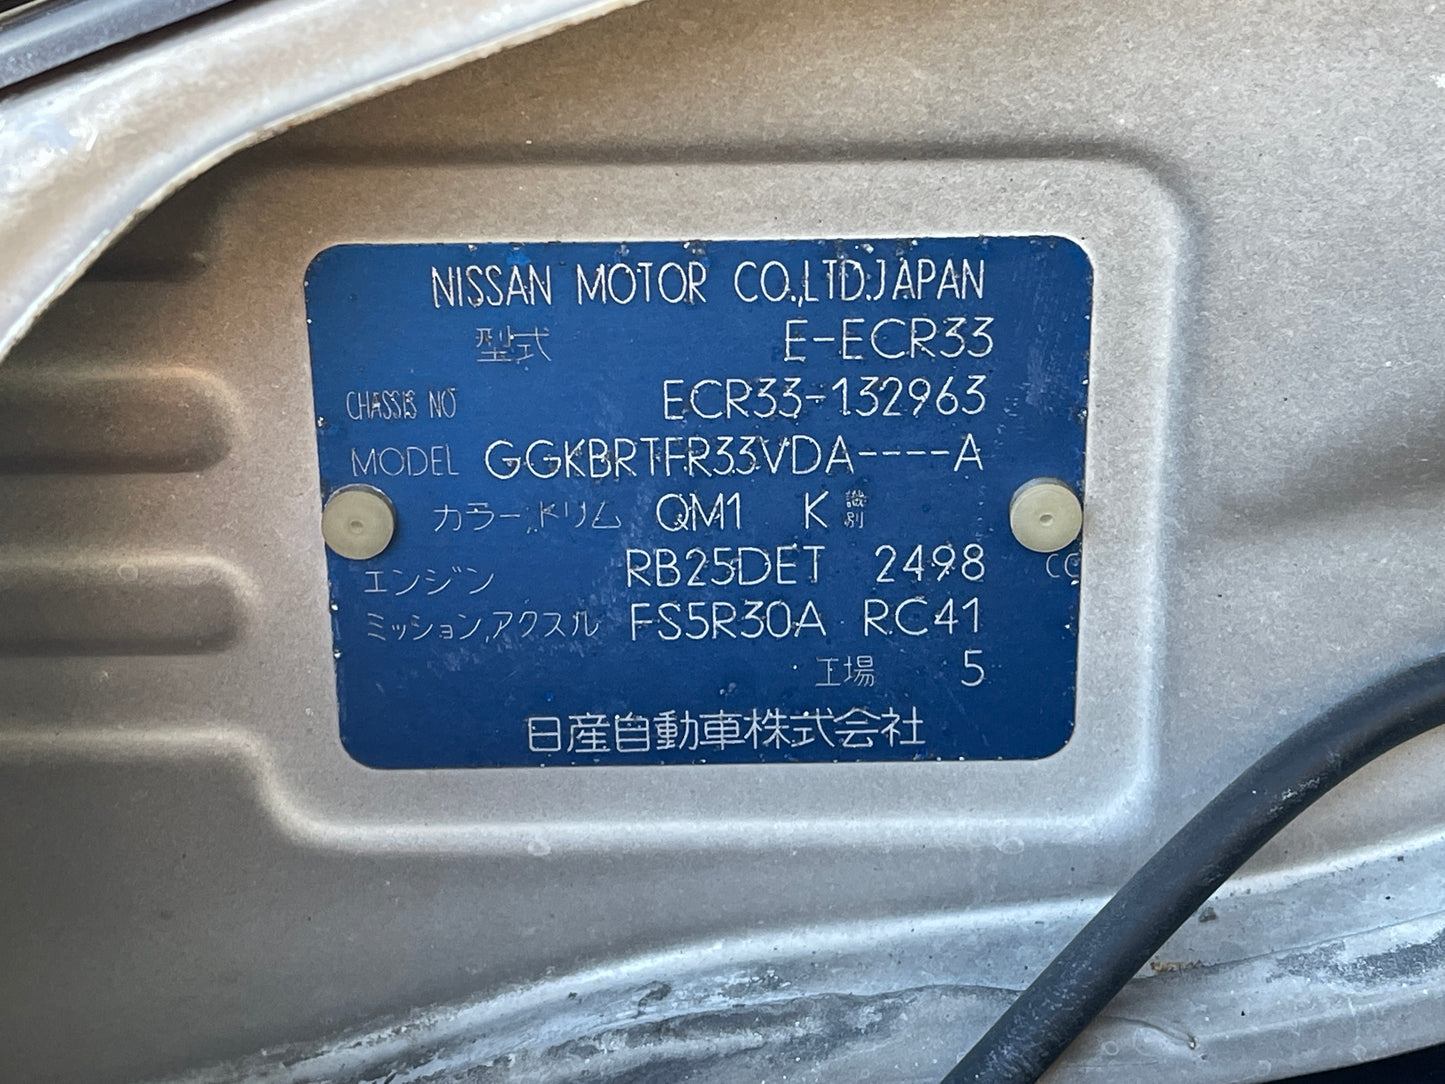 NISSAN MOTOR CO.,LTD.JAPAN
型式 E-ECR33
CHASSIS NO ECR33-132963
MODEL GGKBRTFR33VDA----A
カラー,トリム QM1 K 識別
エンジン RB25DET 2498 CC
ミッション,アクスル FS5R30A RC41
工場 5
日産自動車株式会社